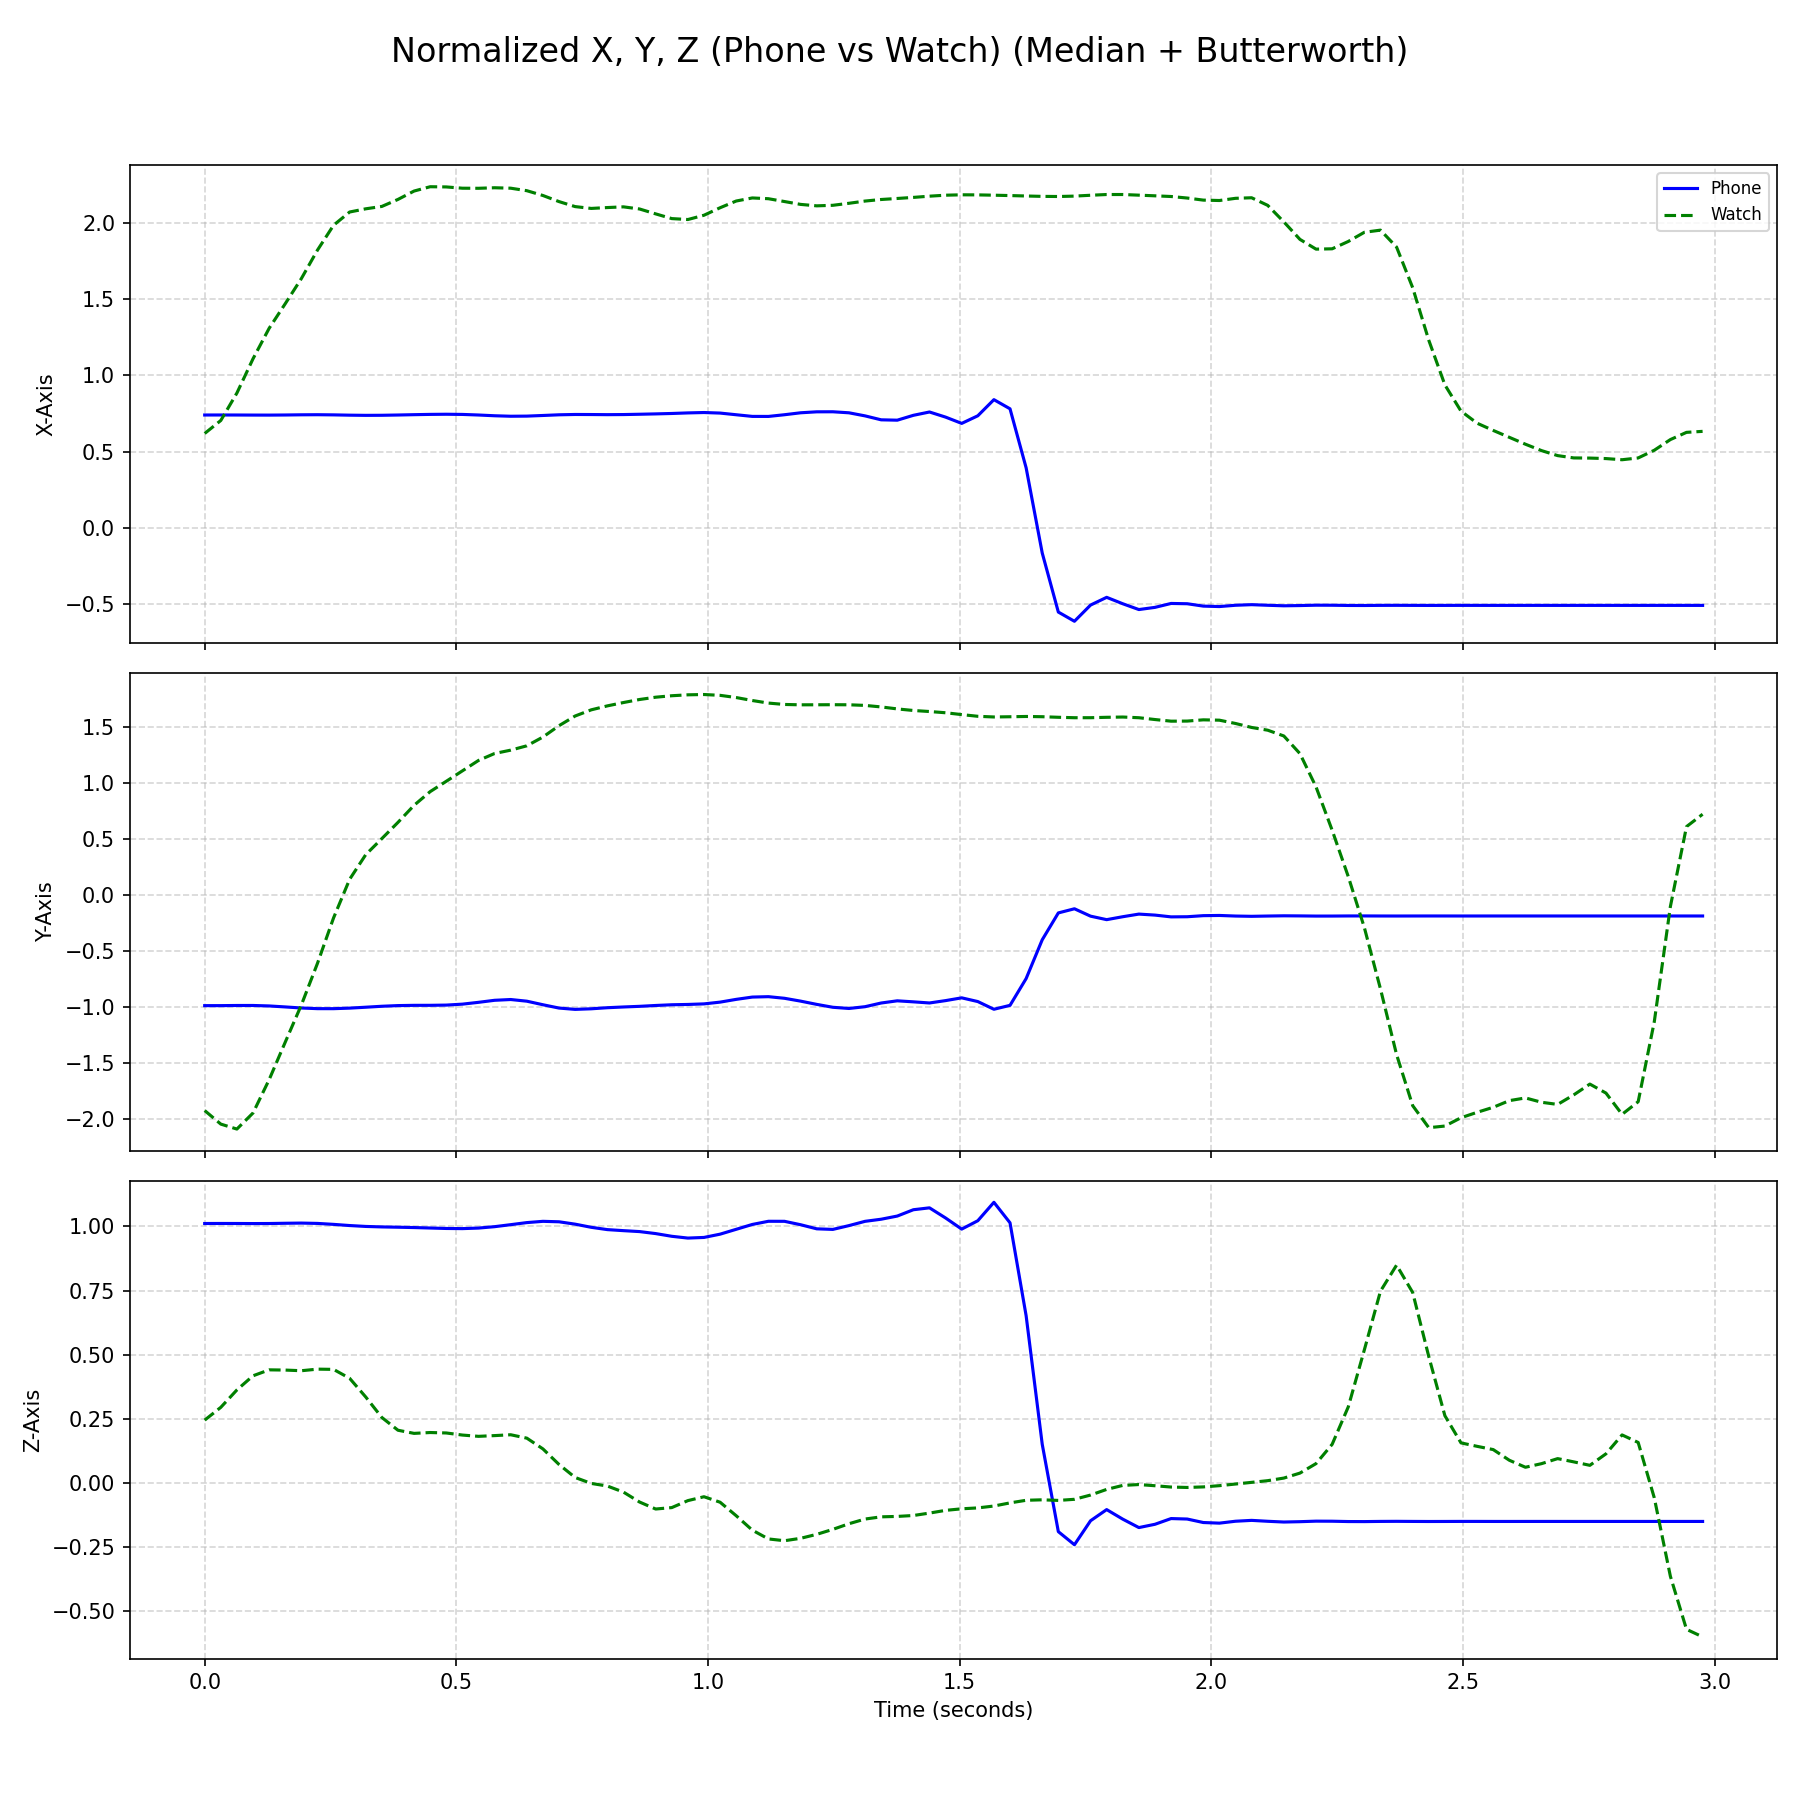 Normalized X, Y, Z (Phone vs Watch) (Median + Butterworth)
Phone
Watch
X-Axis
2.0
1.5
1.0
0.5
0.0
−0.5
Y-Axis
1.5
1.0
0.5
0.0
−0.5
−1.0
−1.5
−2.0
Z-Axis
1.00
0.75
0.50
0.25
0.00
−0.25
−0.50
0.0 0.5 1.0 1.5 2.0 2.5 3.0
Time (seconds)